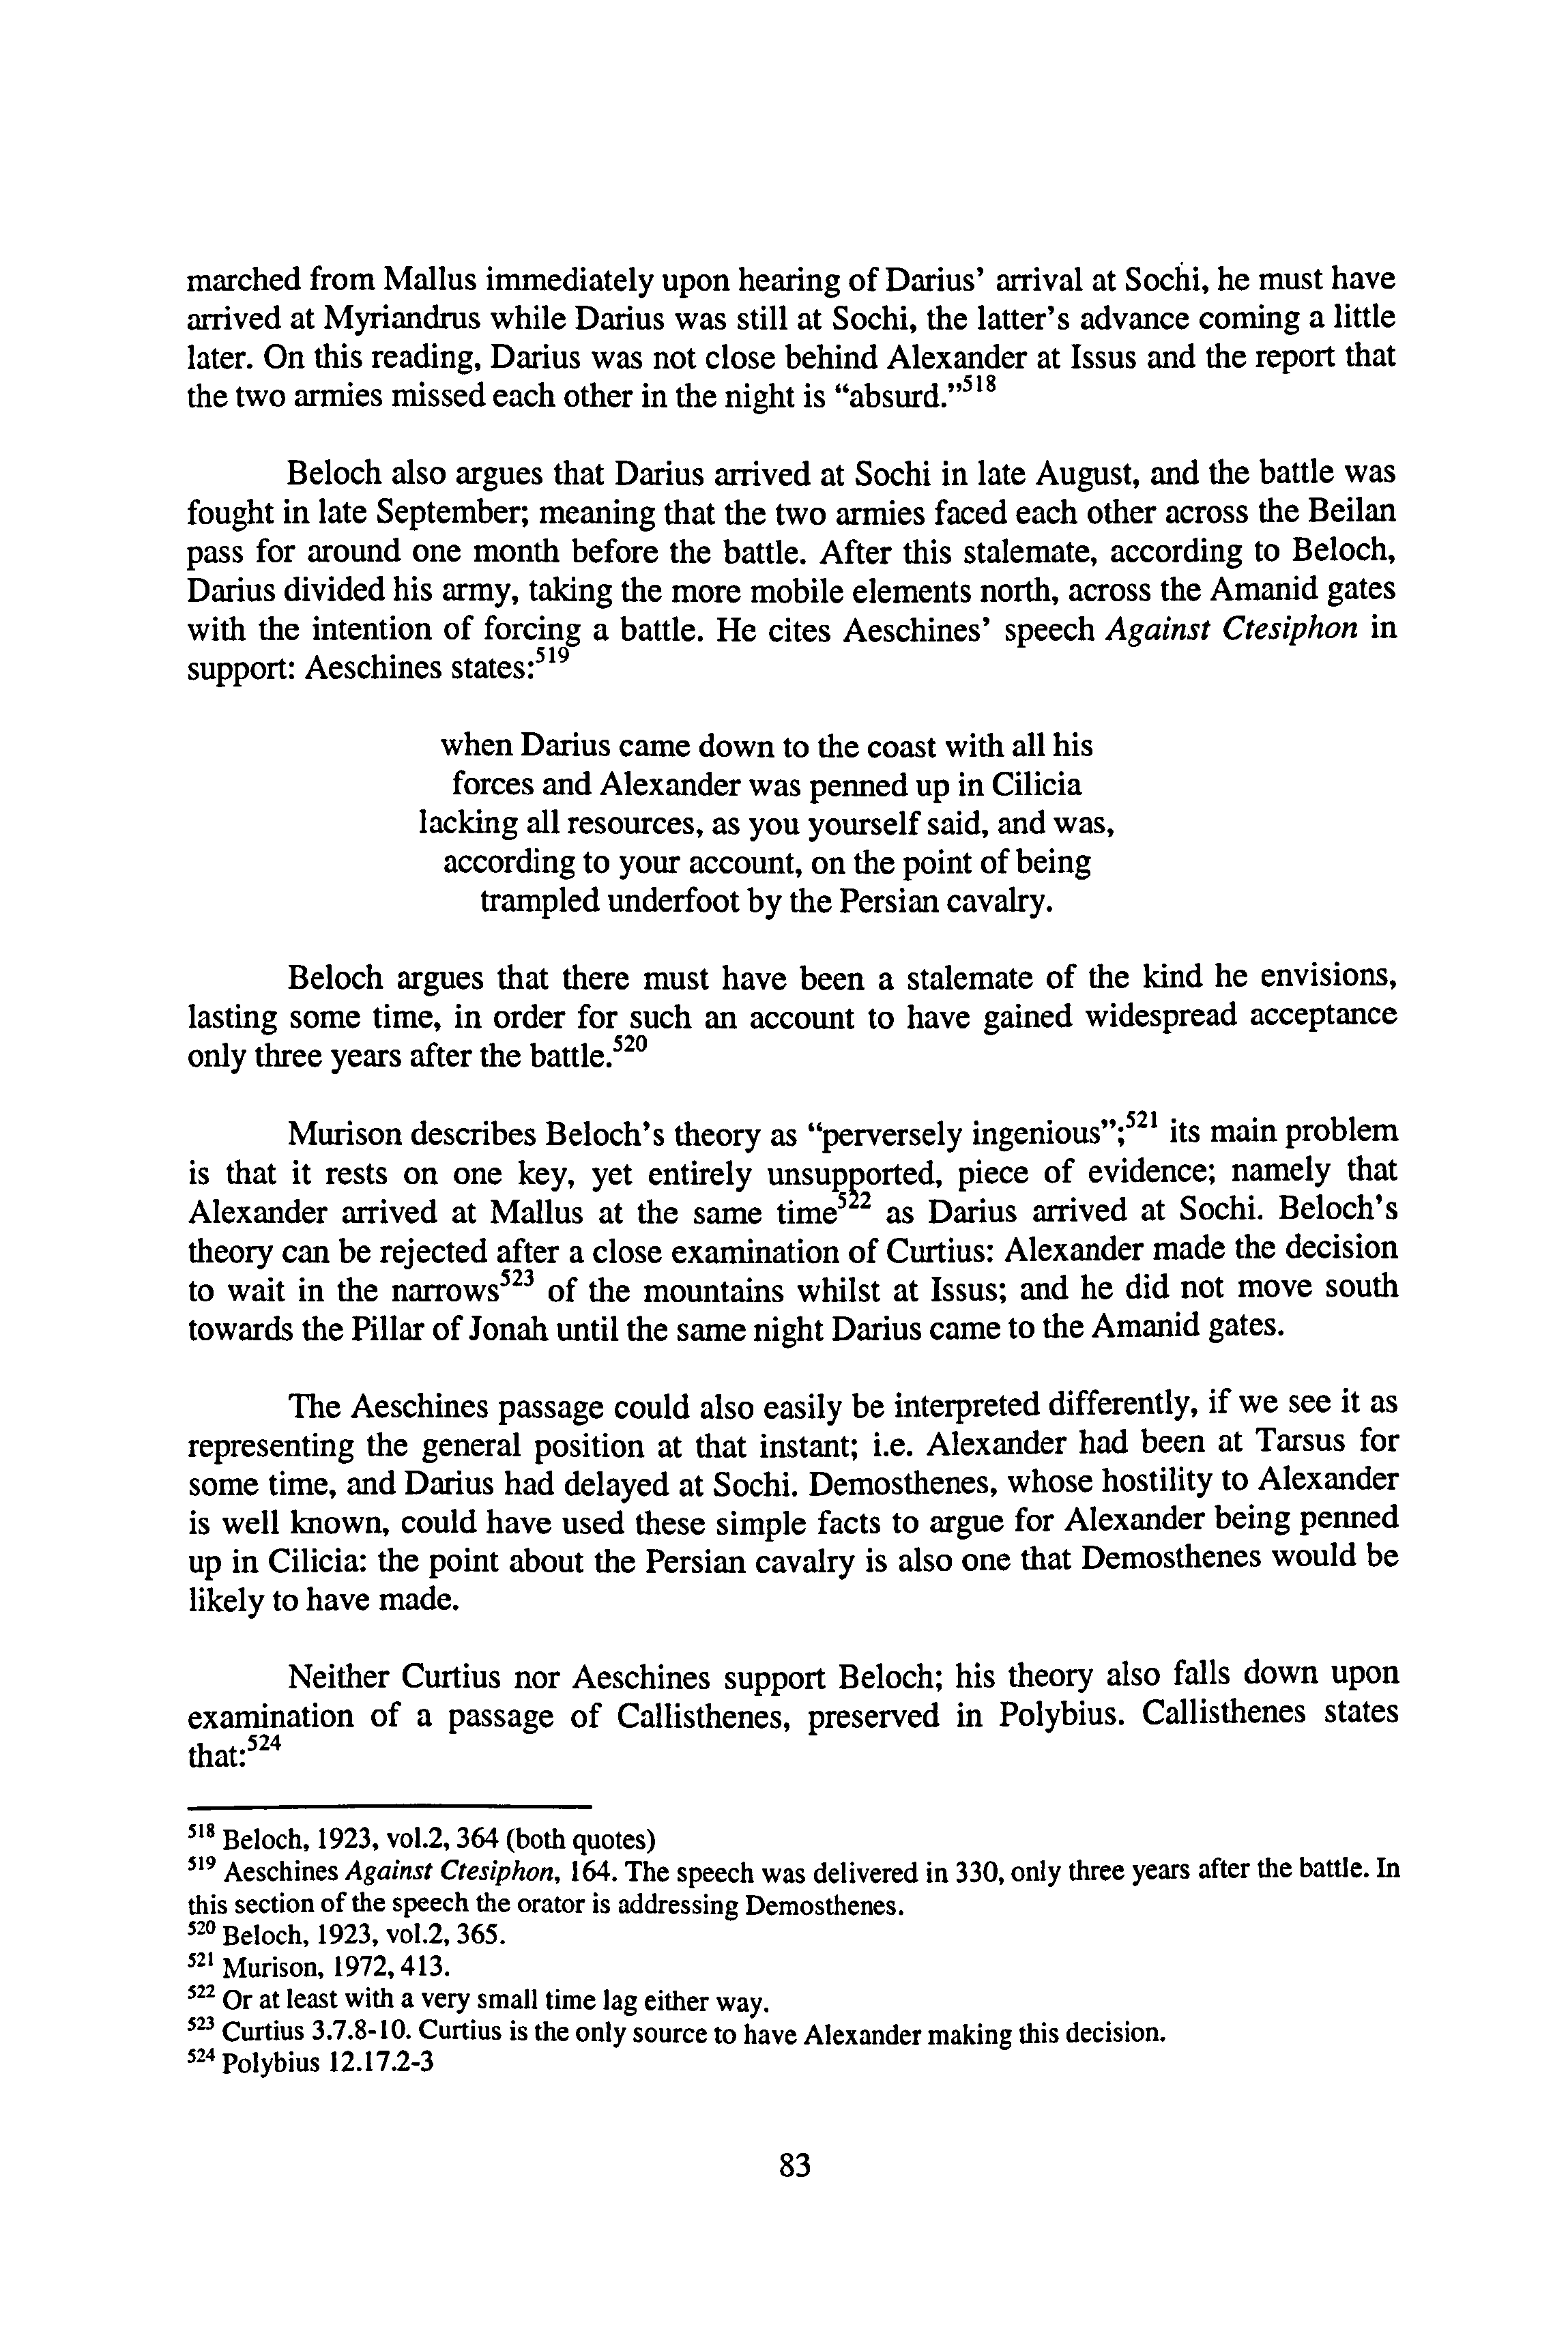 marched from Mallus immediately upon hearing of Darius’ arrival at Sochi, he must have
arrived at Myriandrus while Darius was still at Sochi, the latter’s advance coming a little
later. On this reading, Darius was not close behind Alexander at Issus and the report that
the two armies missed each other in the night is “absurd.”518
Beloch also argues that Darius arrived at Sochi in late August, and the battle was
fought in late September; meaning that the two armies faced each other across the Beilan
pass for around one month before the battle. After this stalemate, according to Beloch,
Darius divided his army, taking the more mobile elements north, across the Amanid gates
with the intention of forcing a battle. He cites Aeschines’ speech Against Ctesiphon in
support: Aeschines states:519
when Darius came down to the coast with all his
forces and Alexander was penned up in Cilicia
lacking all resources, as you yourself said, and was,
according to your account, on the point of being
trampled underfoot by the Persian cavalry.
Beloch argues that there must have been a stalemate of the kind he envisions,
lasting some time, in order for such an account to have gained widespread acceptance
only three years after the battle.520
Murison describes Beloch’s theory as “perversely ingenious”;521 its main problem
is that it rests on one key, yet entirely unsupported, piece of evidence; namely that
Alexander arrived at Mallus at the same time522 as Darius arrived at Sochi. Beloch’s
theory can be rejected after a close examination of Curtius: Alexander made the decision
to wait in the narrows523 of the mountains whilst at Issus; and he did not move south
towards the Pillar of Jonah until the same night Darius came to the Amanid gates.
The Aeschines passage could also easily be interpreted differently, if we see it as
representing the general position at that instant; i.e. Alexander had been at Tarsus for
some time, and Darius had delayed at Sochi. Demosthenes, whose hostility to Alexander
is well known, could have used these simple facts to argue for Alexander being penned
up in Cilicia: the point about the Persian cavalry is also one that Demosthenes would be
likely to have made.
Neither Curtius nor Aeschines support Beloch; his theory also falls down upon
examination of a passage of Callisthenes, preserved in Polybius. Callisthenes states
that:524
518 Beloch, 1923, vol.2, 364 (both quotes)
519 Aeschines Against Ctesiphon, 164. The speech was delivered in 330, only three years after the battle. In
this section of the speech the orator is addressing Demosthenes.
520 Beloch, 1923, vol.2, 365.
521 Murison, 1972, 413.
522 Or at least with a very small time lag either way.
523 Curtius 3.7.8-10. Curtius is the only source to have Alexander making this decision.
524 Polybius 12.17.2-3
83